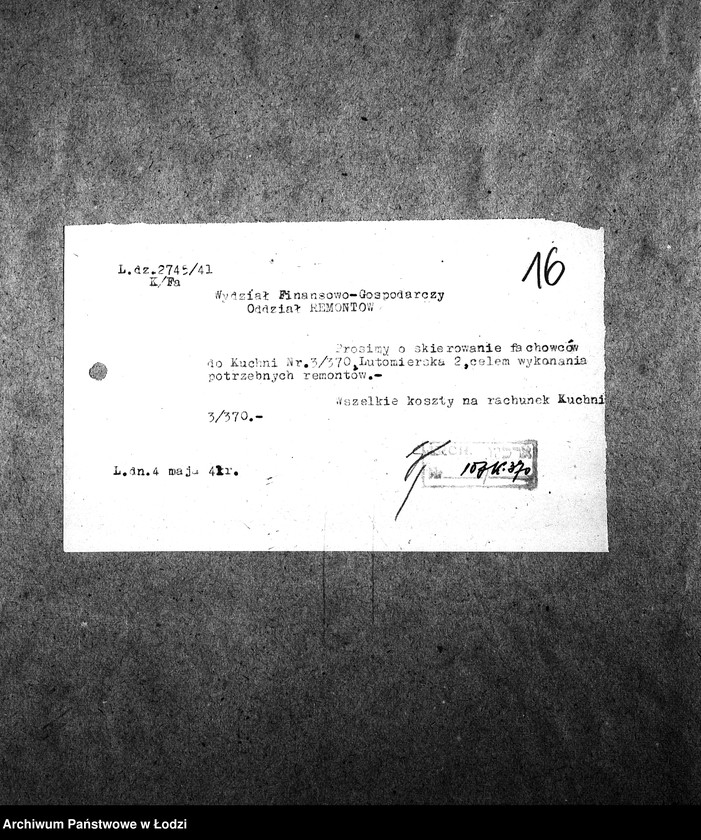 16
L.dz.2745/41
K/Fa
Wydział Finansowo-Gospodarczy
Oddział REMONTOW
Prosimy o skierowanie fachowców
do Kuchni Nr.3/370,Lutomierska 2,celem wykonania
potrzebnych remontów.-
Wszelkie koszty na rachunek Kuchni
3/370.-
L.dn.4 maja 41r.
Archiwum Państwowe w Łodzi